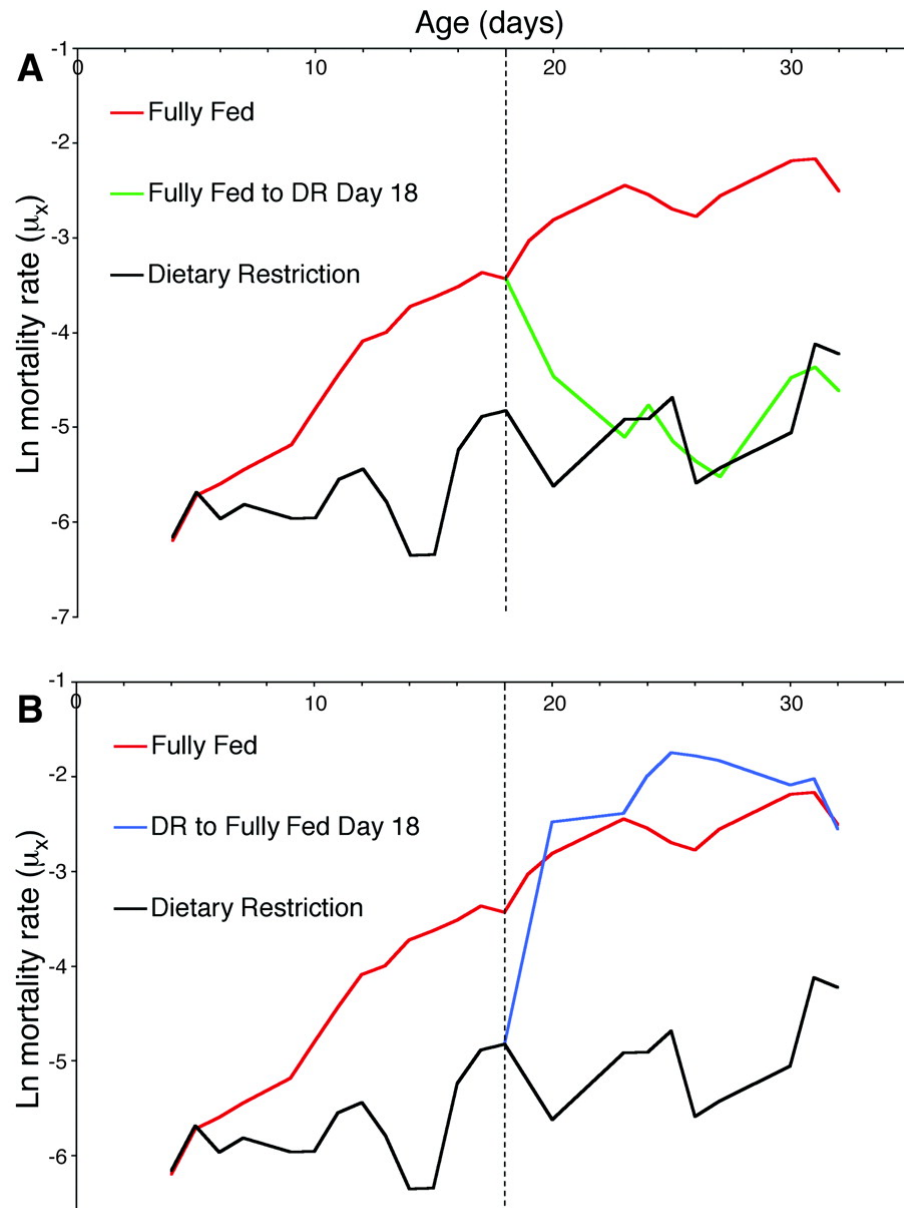 Age (days)
A
-1
0
10
20
30
-2
-3
-4
-5
-6
-7
Ln mortality rate (μx)
Fully Fed
Fully Fed to DR Day 18
Dietary Restriction
B
-1
0
10
20
30
-2
-3
-4
-5
-6
Ln mortality rate (μx)
Fully Fed
DR to Fully Fed Day 18
Dietary Restriction